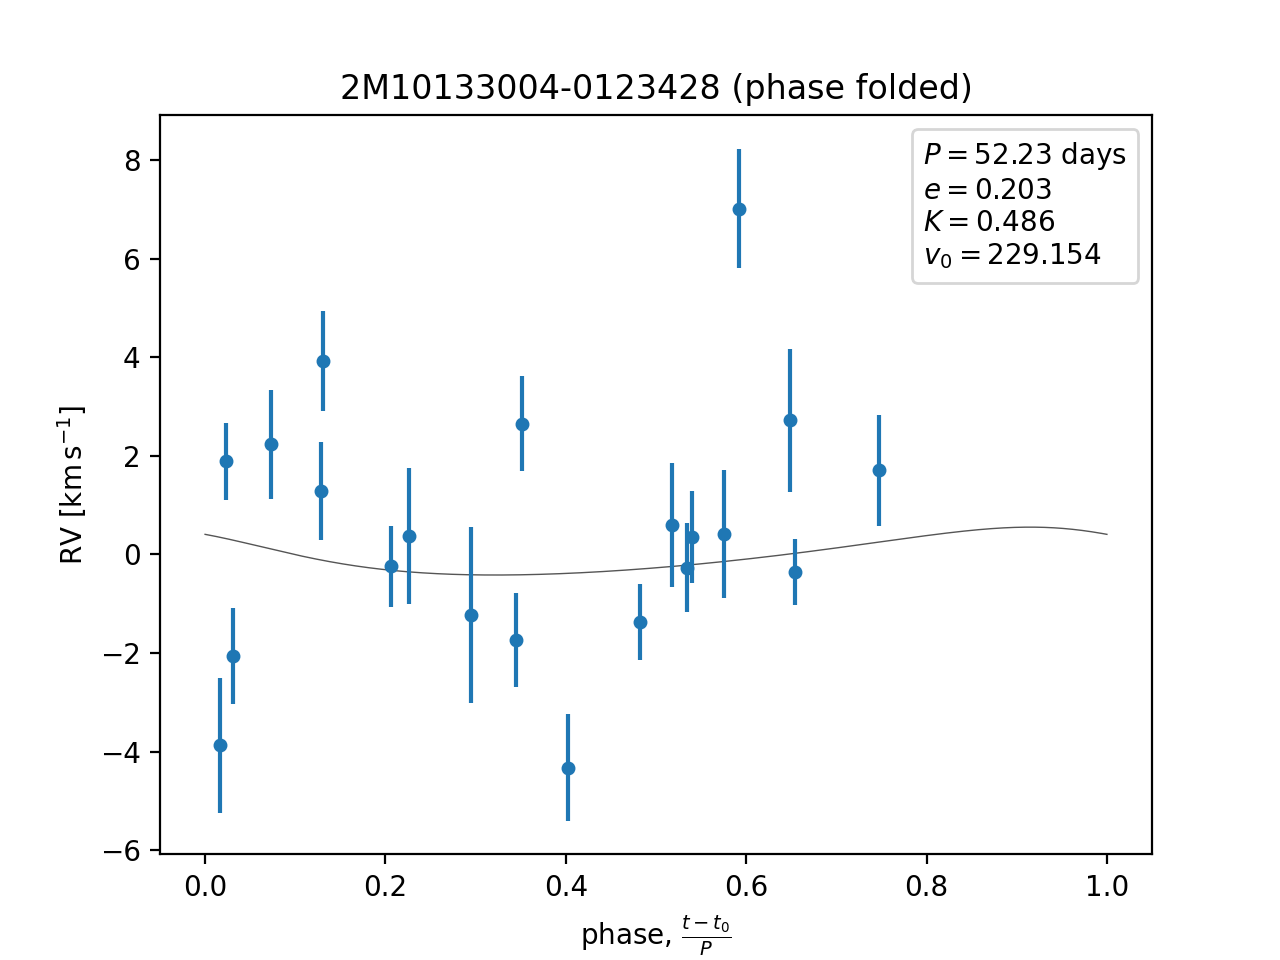 2M10133004-0123428 (phase folded)
P = 52.23 days
e = 0.203
K = 0.486
v₀ = 229.154
RV [km s⁻¹]
8
6
4
2
0
−2
−4
−6
0.0 0.2 0.4 0.6 0.8 1.0
phase, (t − t₀)/P